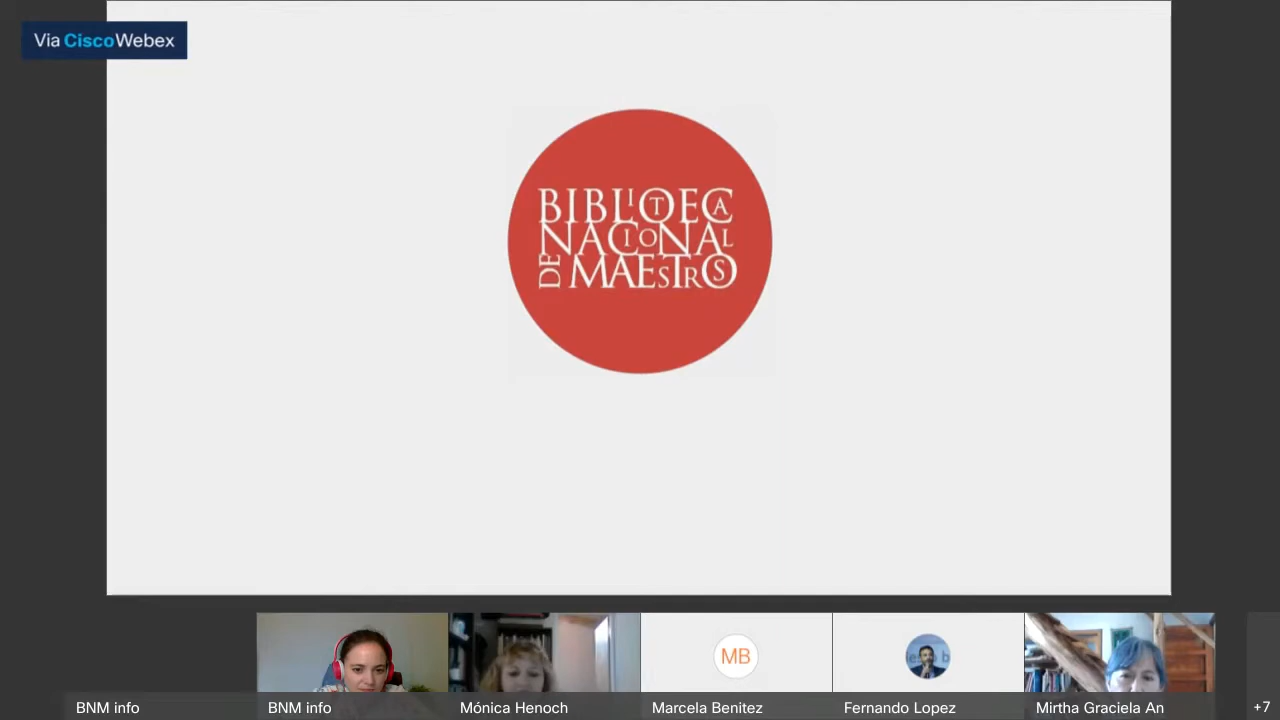 Via CiscoWebex
BIBLIOTECA
NACIONAL
DE MAESTROS
MB
BNM info
BNM info
Mónica Henoch
Marcela Benitez
Fernando Lopez
Mirtha Graciela An
+7